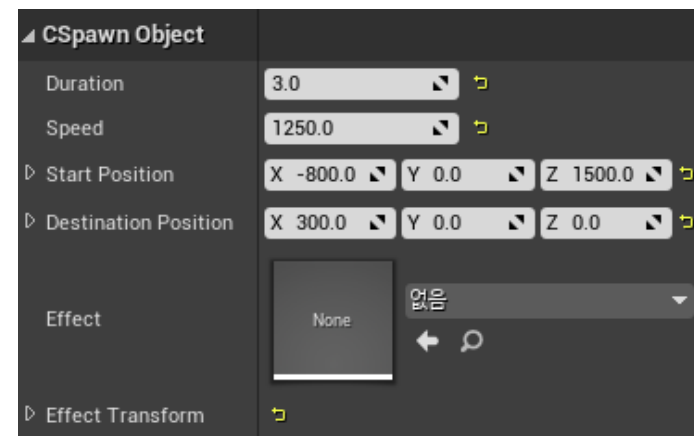 CSpawn Object
Duration 3.0
Speed 1250.0
Start Position X -800.0 Y 0.0 Z 1500.0
Destination Position X 300.0 Y 0.0 Z 0.0
Effect None 없음
Effect Transform